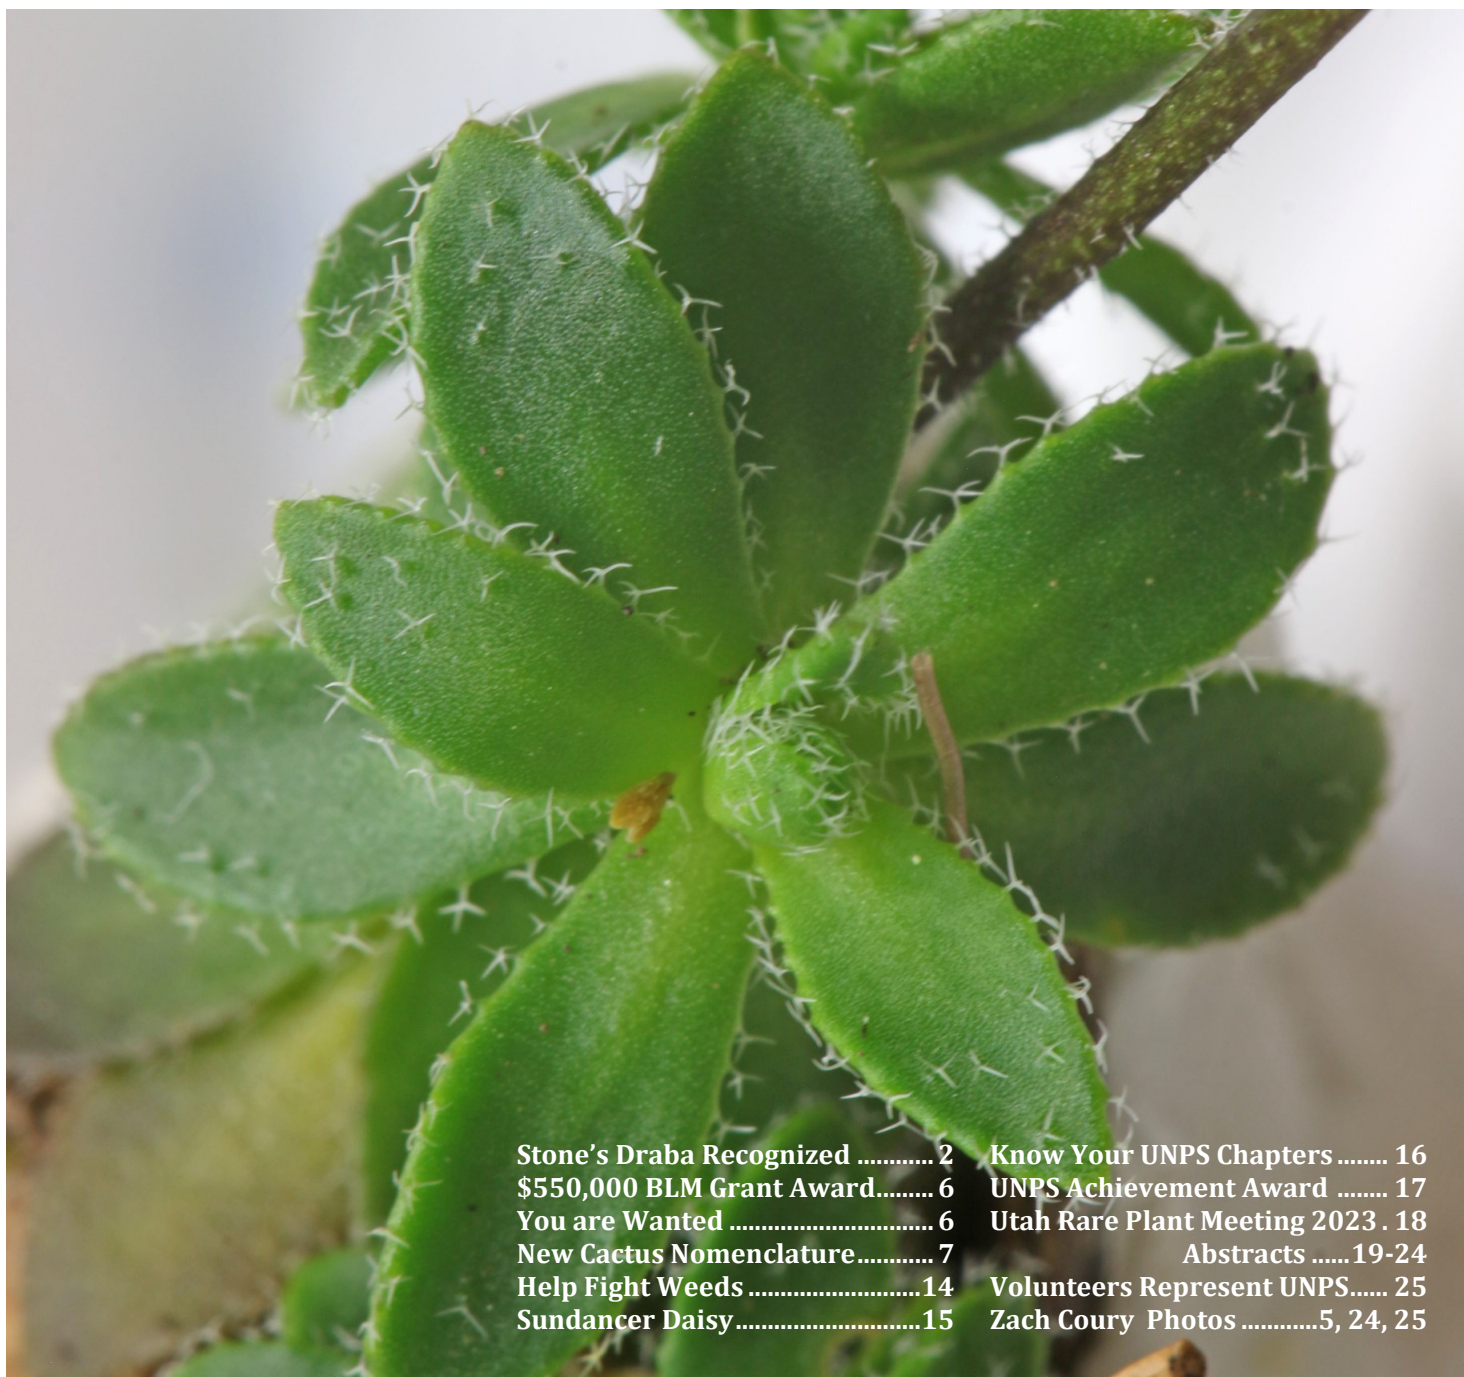 Stone's Draba Recognized ............ 2
$550,000 BLM Grant Award......... 6
You are Wanted ................................ 6
New Cactus Nomenclature............ 7
Help Fight Weeds ...........................14
Sundancer Daisy.............................15
Know Your UNPS Chapters ........ 16
UNPS Achievement Award ........ 17
Utah Rare Plant Meeting 2023 . 18
Abstracts ......19-24
Volunteers Represent UNPS...... 25
Zach Coury Photos ............5, 24, 25